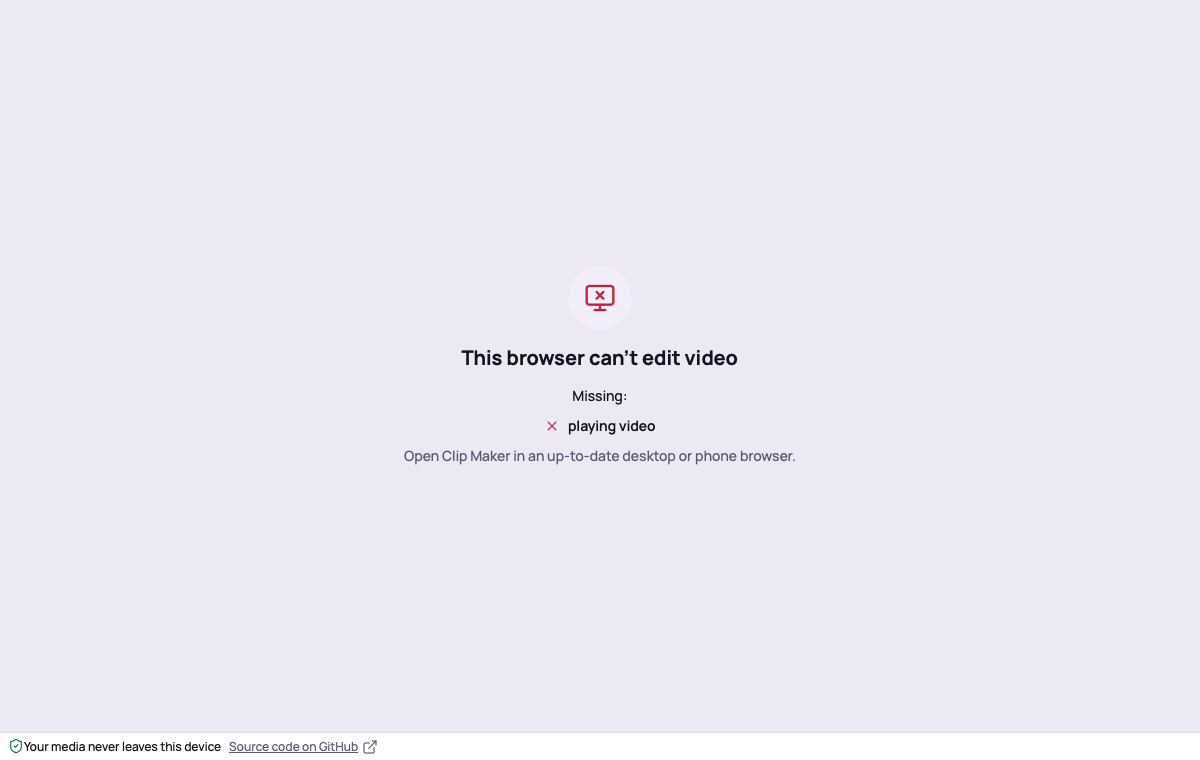 This browser can’t edit video
Missing:
playing video
Open Clip Maker in an up-to-date desktop or phone browser.
Your media never leaves this device Source code on GitHub